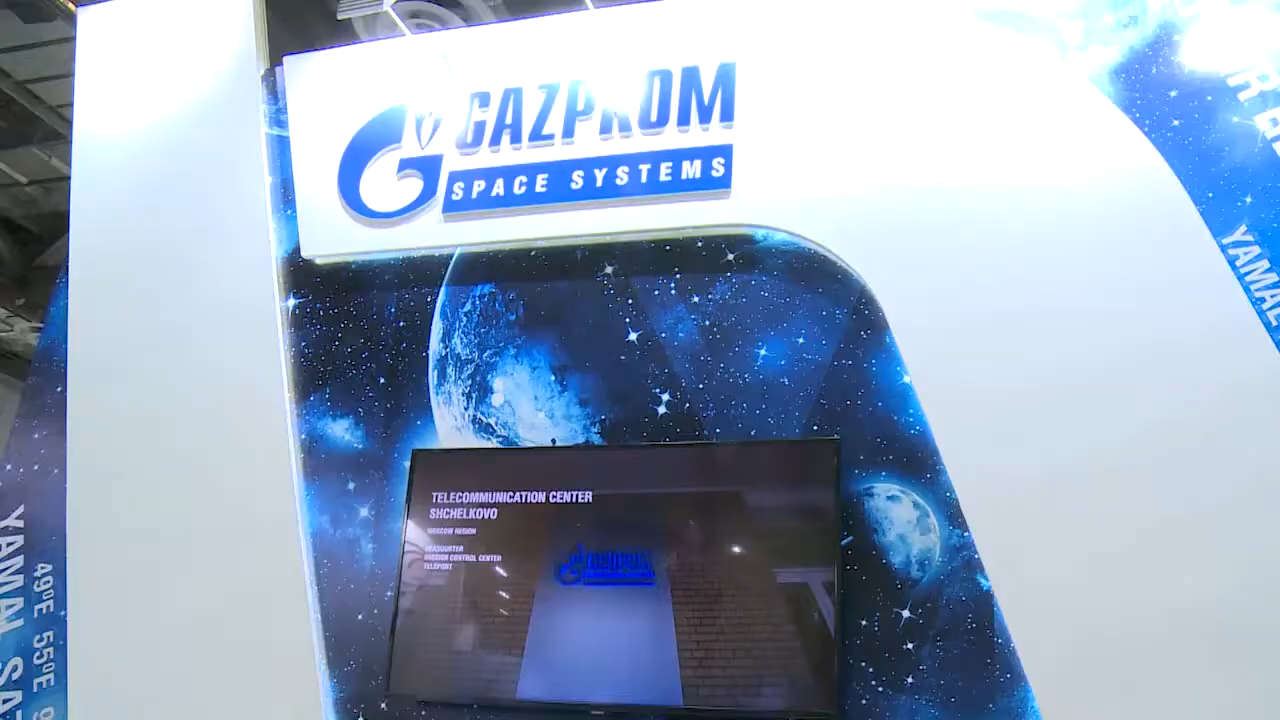 GAZPROM
SPACE SYSTEMS
TELECOMMUNICATION CENTER
SHCHELKOVO
MOSCOW REGION
HEADQUARTER
MISSION CONTROL CENTER
TELEPORT
YAMAL
49°E 55°E
YAMAL